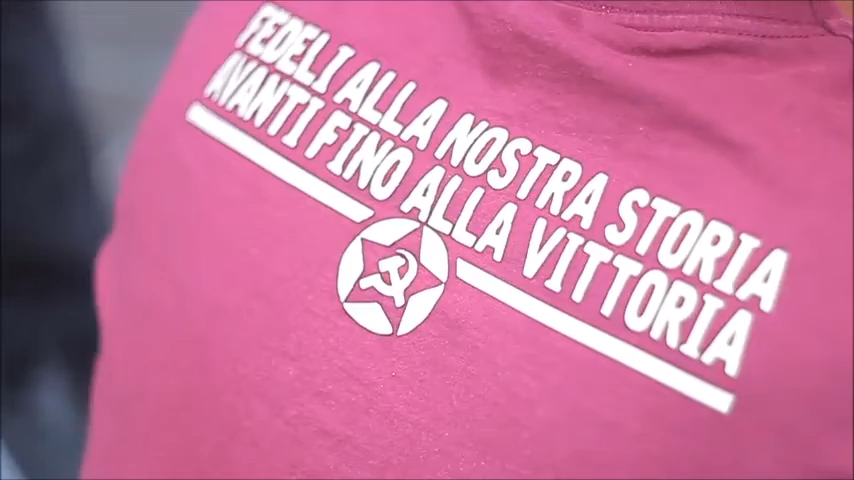 FEDELI ALLA NOSTRA STORIA
AVANTI FINO ALLA VITTORIA